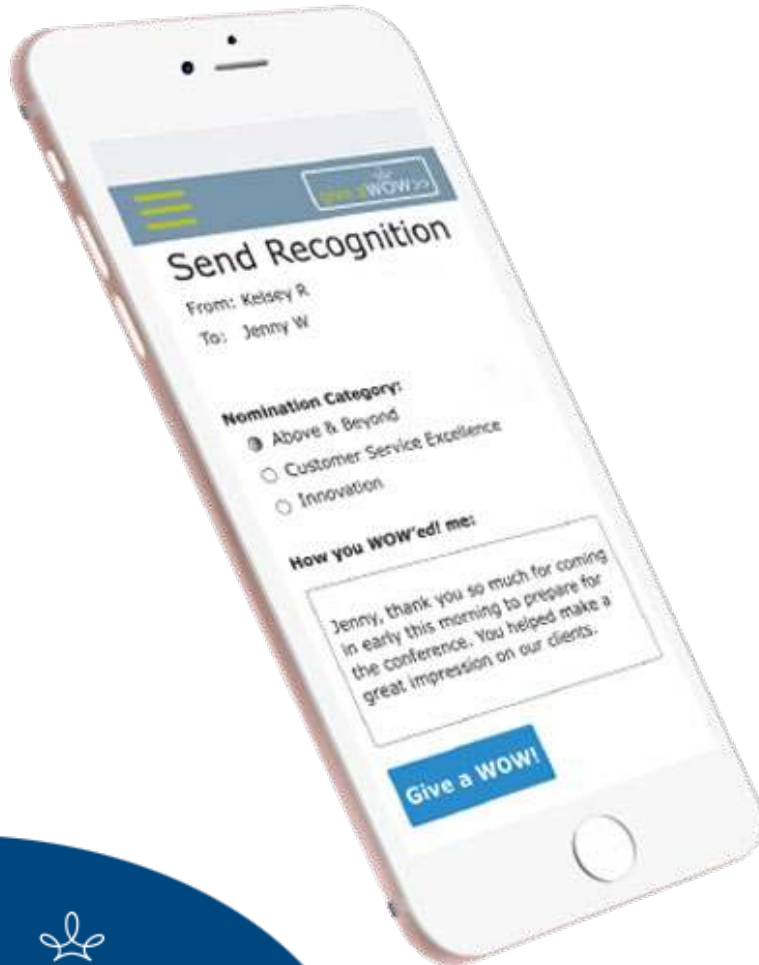 give a WOW>>
Send Recognition
From: Kelsey R
To: Jenny W
Nomination Category:
Above & Beyond
Customer Service Excellence
Innovation
How you WOW'ed! me:
Jenny, thank you so much for coming
in early this morning to prepare for
the conference. You helped make a
great impression on our clients.
Give a WOW!